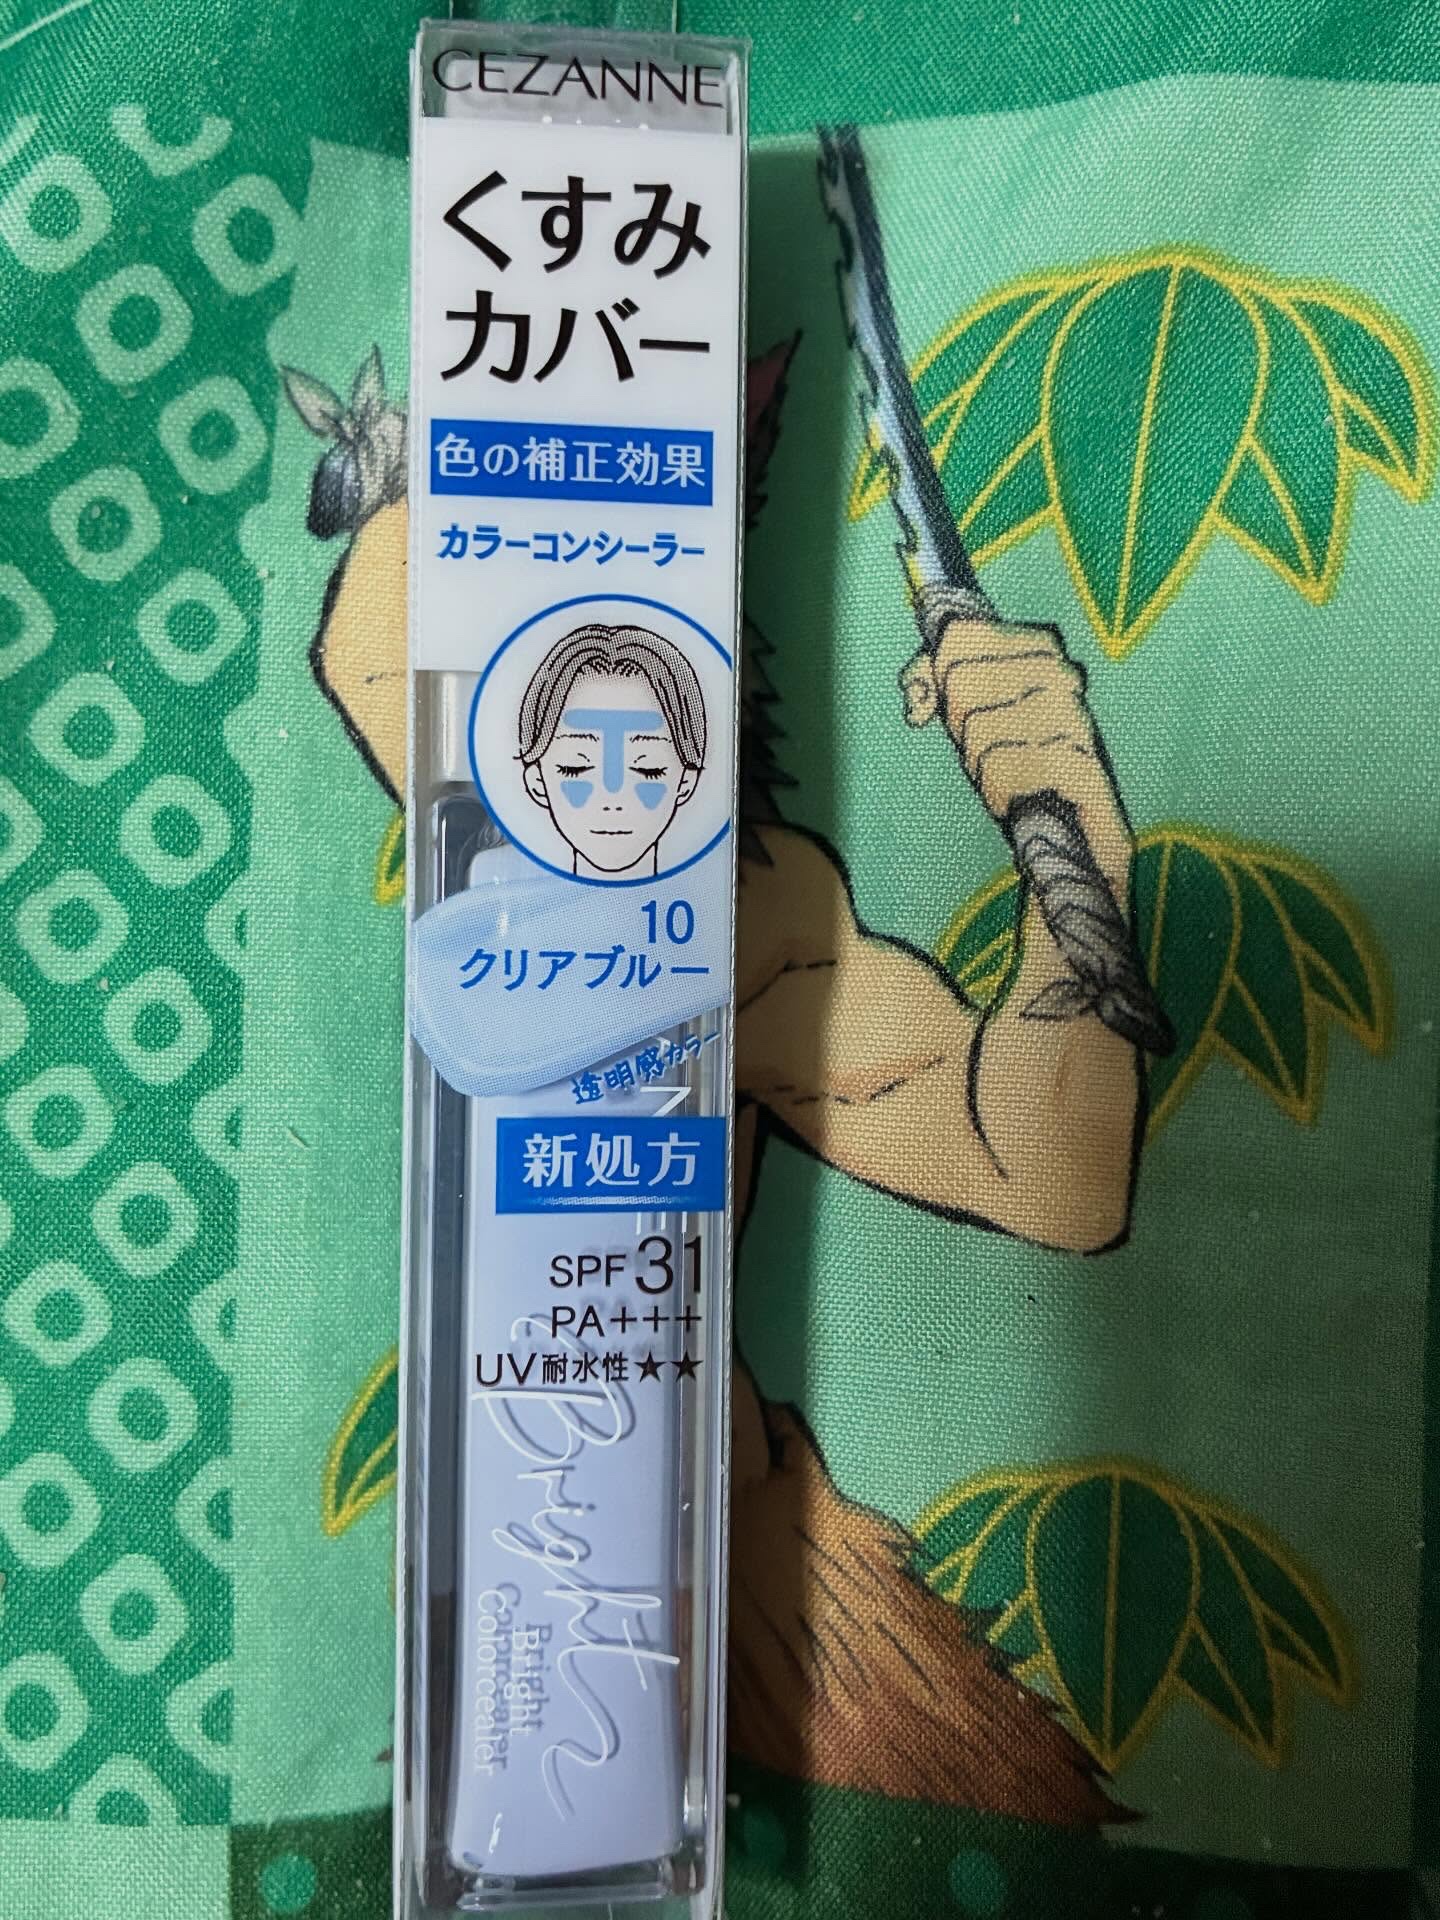 CEZANNE
くすみ
カバー
色の補正効果
カラーコンシーラー
10
クリアブルー
透明感カラー
新処方
SPF31
PA+++
UV耐水性★★
Bright
Bright
Colorcealer